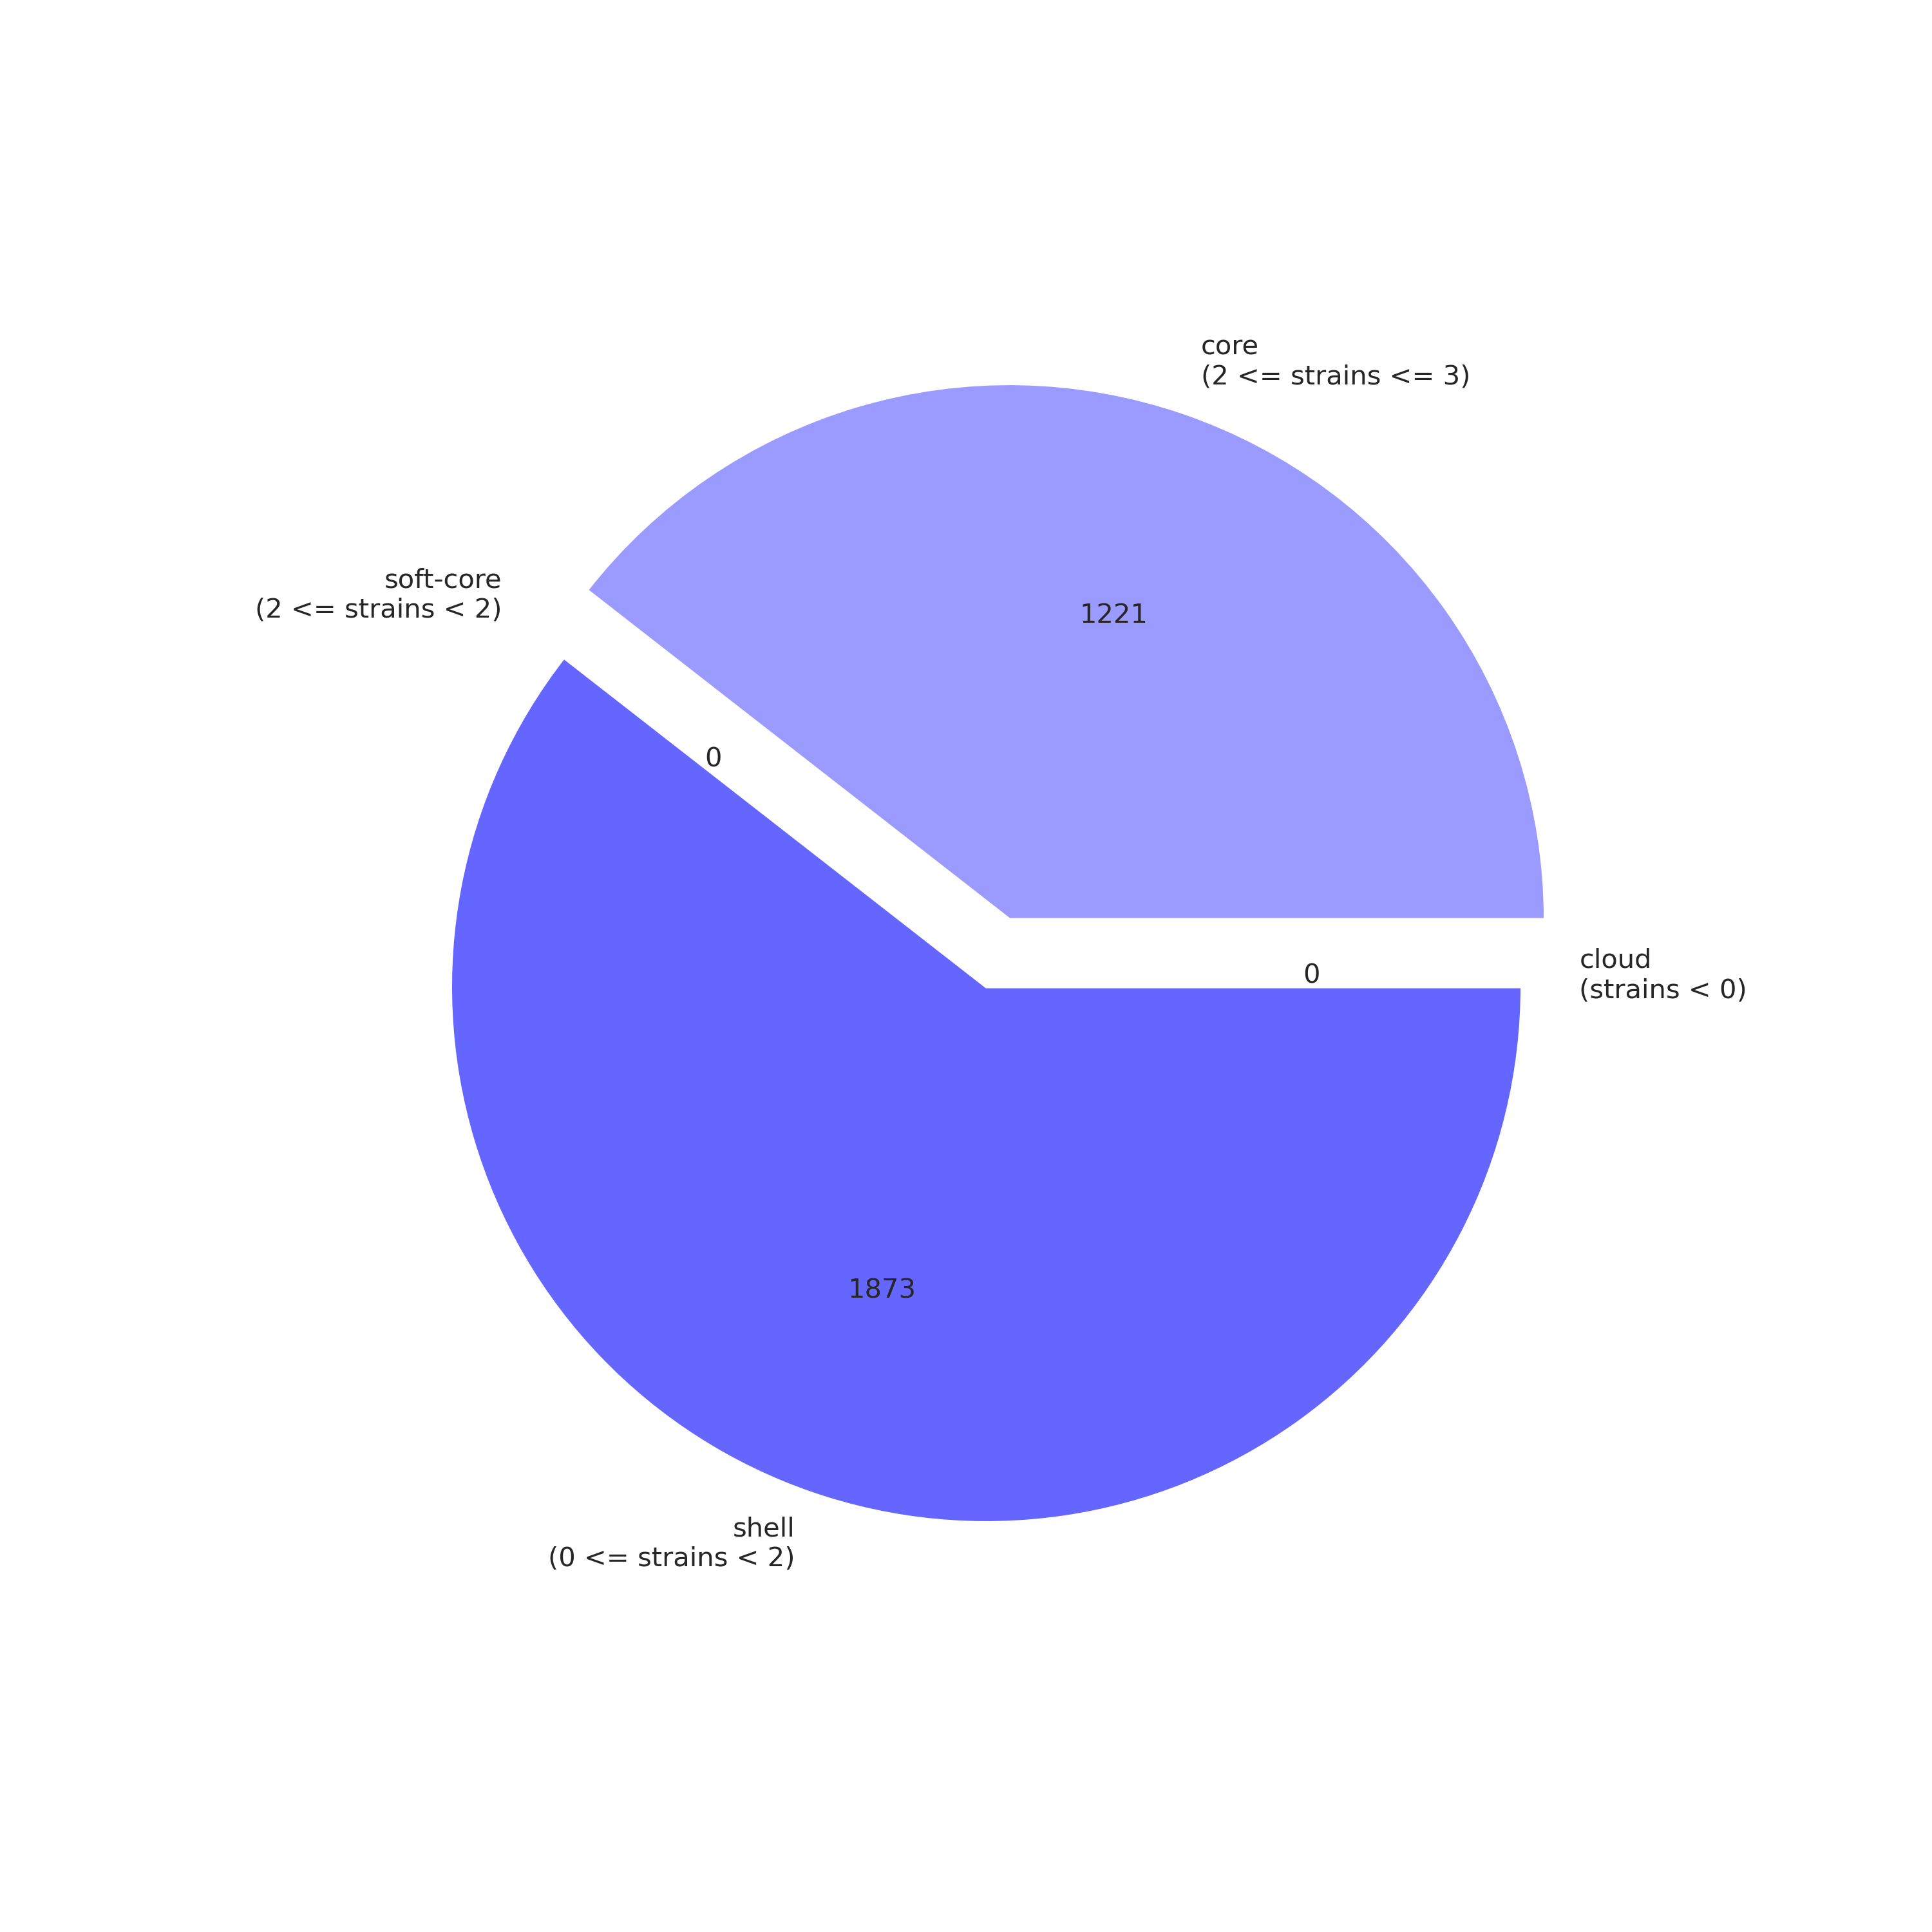 core
(2 <= strains <= 3)
soft-core
(2 <= strains < 2)
1221
0
cloud
(strains < 0)
0
1873
shell
(0 <= strains < 2)